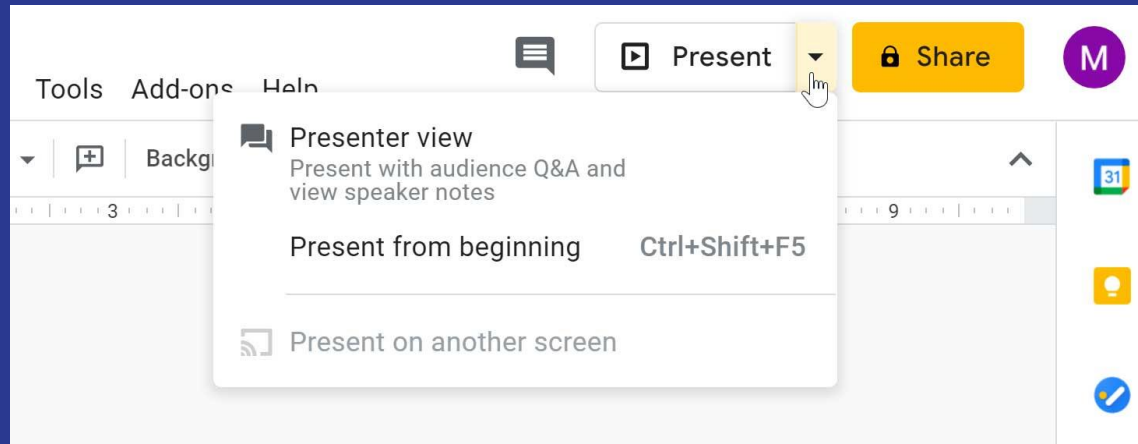 Present
Share
M
Tools Add-ons Help
Presenter view
Present with audience Q&A and
view speaker notes
Backg
31
3
9
Present from beginning Ctrl+Shift+F5
Present on another screen